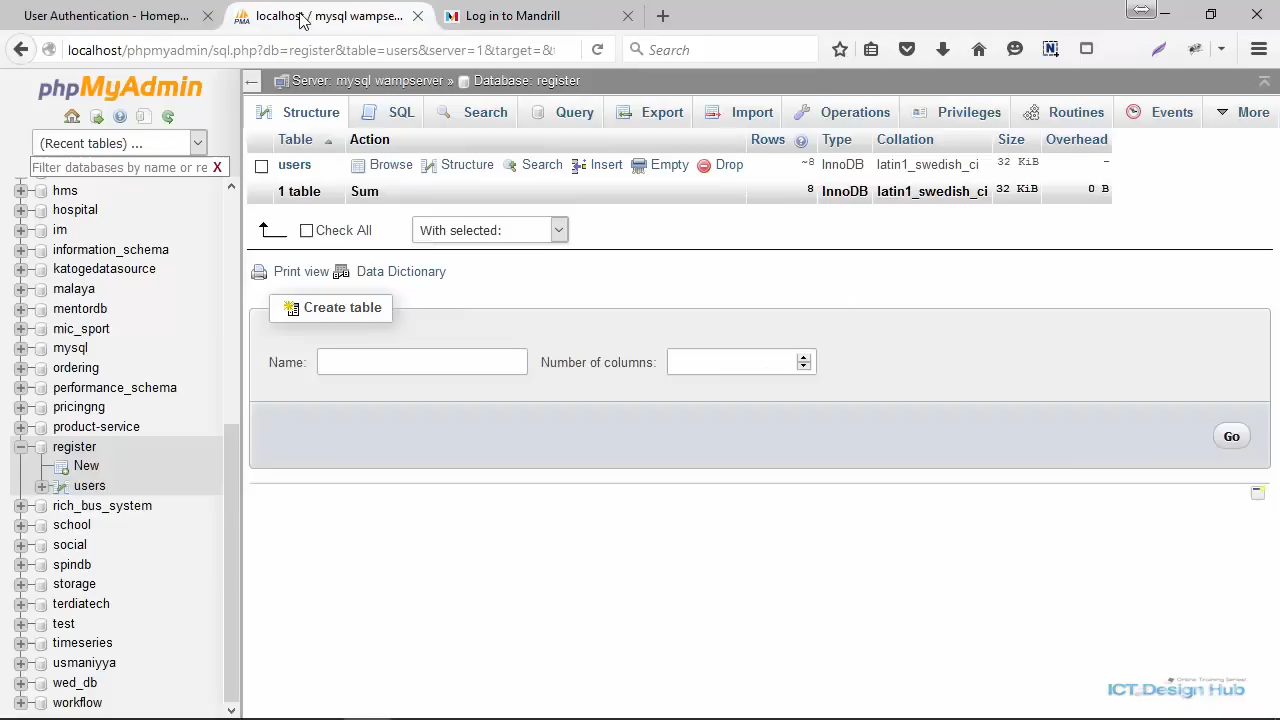 User Authentication - Homep...
localhost / mysql wampse...
Log in to Mandrill
localhost/phpmyadmin/sql.php?db=register&table=users&server=1&target=&t
Search
phpMyAdmin
(Recent tables) ...
Filter databases by name or re X
hms
hospital
im
information_schema
katogedatasource
malaya
mentordb
mic_sport
mysql
ordering
performance_schema
pricingng
product-service
register
New
users
rich_bus_system
school
social
spindb
storage
terdiatech
test
timeseries
usmaniyya
wed_db
workflow
Server: mysql wampserver » Database: register
Structure SQL Search Query Export Import Operations Privileges Routines Events More
Table Action Rows Type Collation Size Overhead
users Browse Structure Search Insert Empty Drop ~8 InnoDB latin1_swedish_ci 32 KiB -
1 table Sum 8 InnoDB latin1_swedish_ci 32 KiB 0 B
Check All With selected:
Print view Data Dictionary
Create table
Name: Number of columns:
Go
Online Training Series
ICT Design Hub